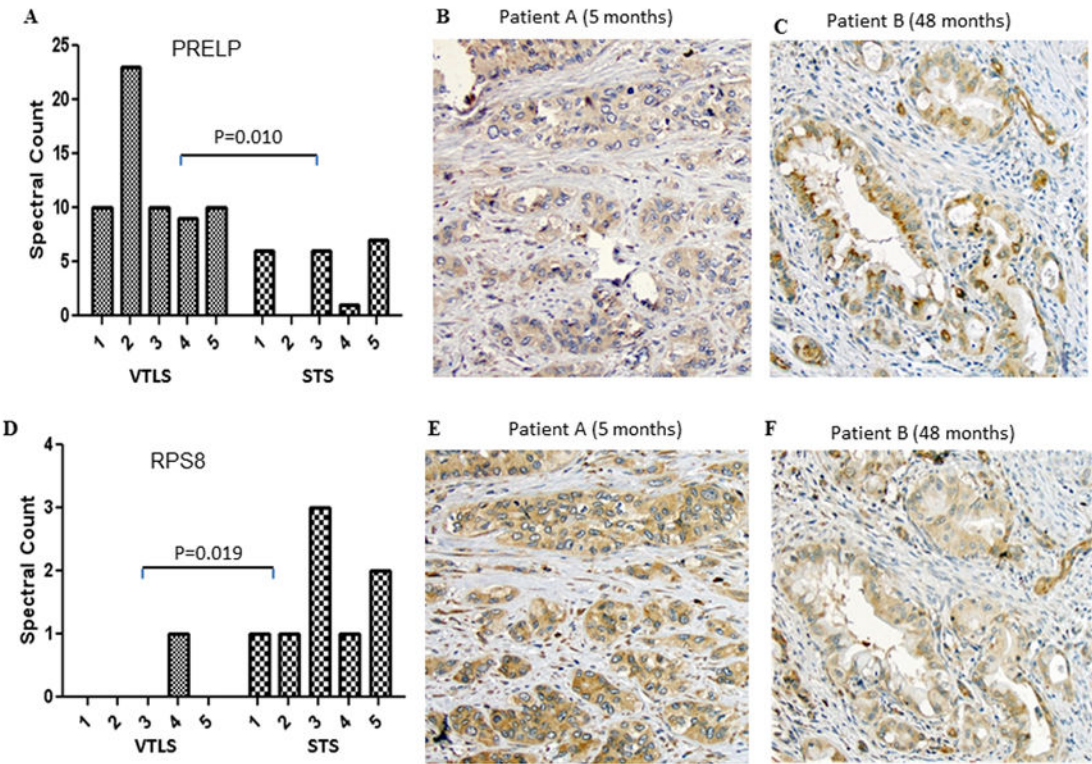 A
PRELP
Spectral Count
25
20
15
10
5
0
P=0.010
1 2 3 4 5 1 2 3 4 5
VTLS STS
B
Patient A (5 months)
C
Patient B (48 months)
D
RPS8
Spectral Count
4
3
2
1
0
P=0.019
1 2 3 4 5 1 2 3 4 5
VTLS STS
E
Patient A (5 months)
F
Patient B (48 months)